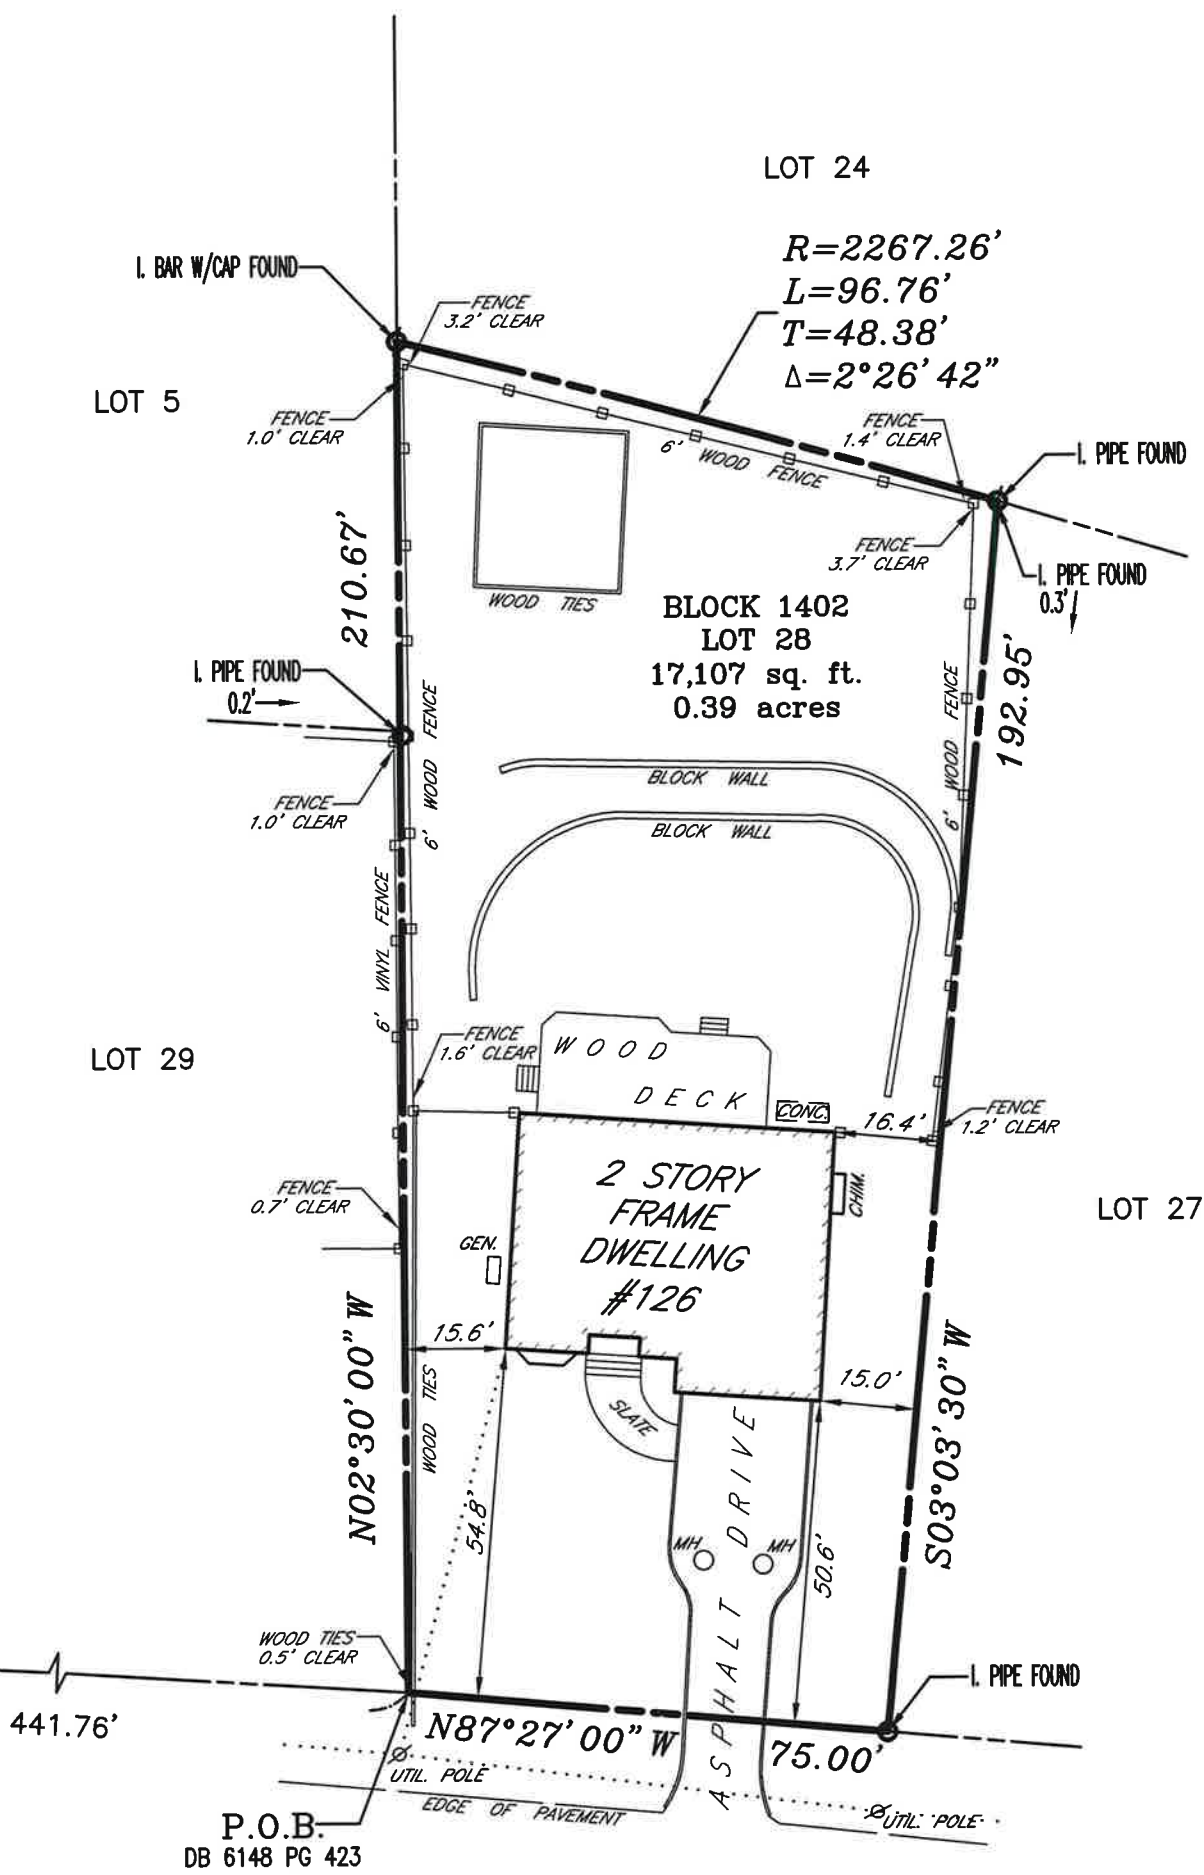 LOT 24
R=2267.26'
L=96.76'
T=48.38'
Δ=2°26'42"
I. BAR W/CAP FOUND
FENCE
3.2' CLEAR
LOT 5
FENCE
1.0' CLEAR
FENCE
1.4' CLEAR
6' WOOD FENCE
I. PIPE FOUND
FENCE
3.7' CLEAR
I. PIPE FOUND
0.3'
WOOD TIES
210.67'
BLOCK 1402
LOT 28
17,107 sq. ft.
0.39 acres
192.95'
I. PIPE FOUND
0.2'
6' WOOD FENCE
6' WOOD FENCE
BLOCK WALL
BLOCK WALL
FENCE
1.0' CLEAR
6' VINYL FENCE
LOT 29
FENCE
1.6' CLEAR
WOOD
DECK
CONC.
16.4'
FENCE
1.2' CLEAR
2 STORY
FRAME
DWELLING
#126
CHIM.
FENCE
0.7' CLEAR
LOT 27
GEN.
15.6'
15.0'
N02°30'00" W
WOOD TIES
SLATE
S03°03'30" W
54.8'
50.6'
MH
MH
ASPHALT DRIVE
WOOD TIES
0.5' CLEAR
I. PIPE FOUND
441.76'
N87°27'00" W
75.00'
UTIL. POLE
EDGE OF PAVEMENT
UTIL. POLE
P.O.B.
DB 6148 PG 423